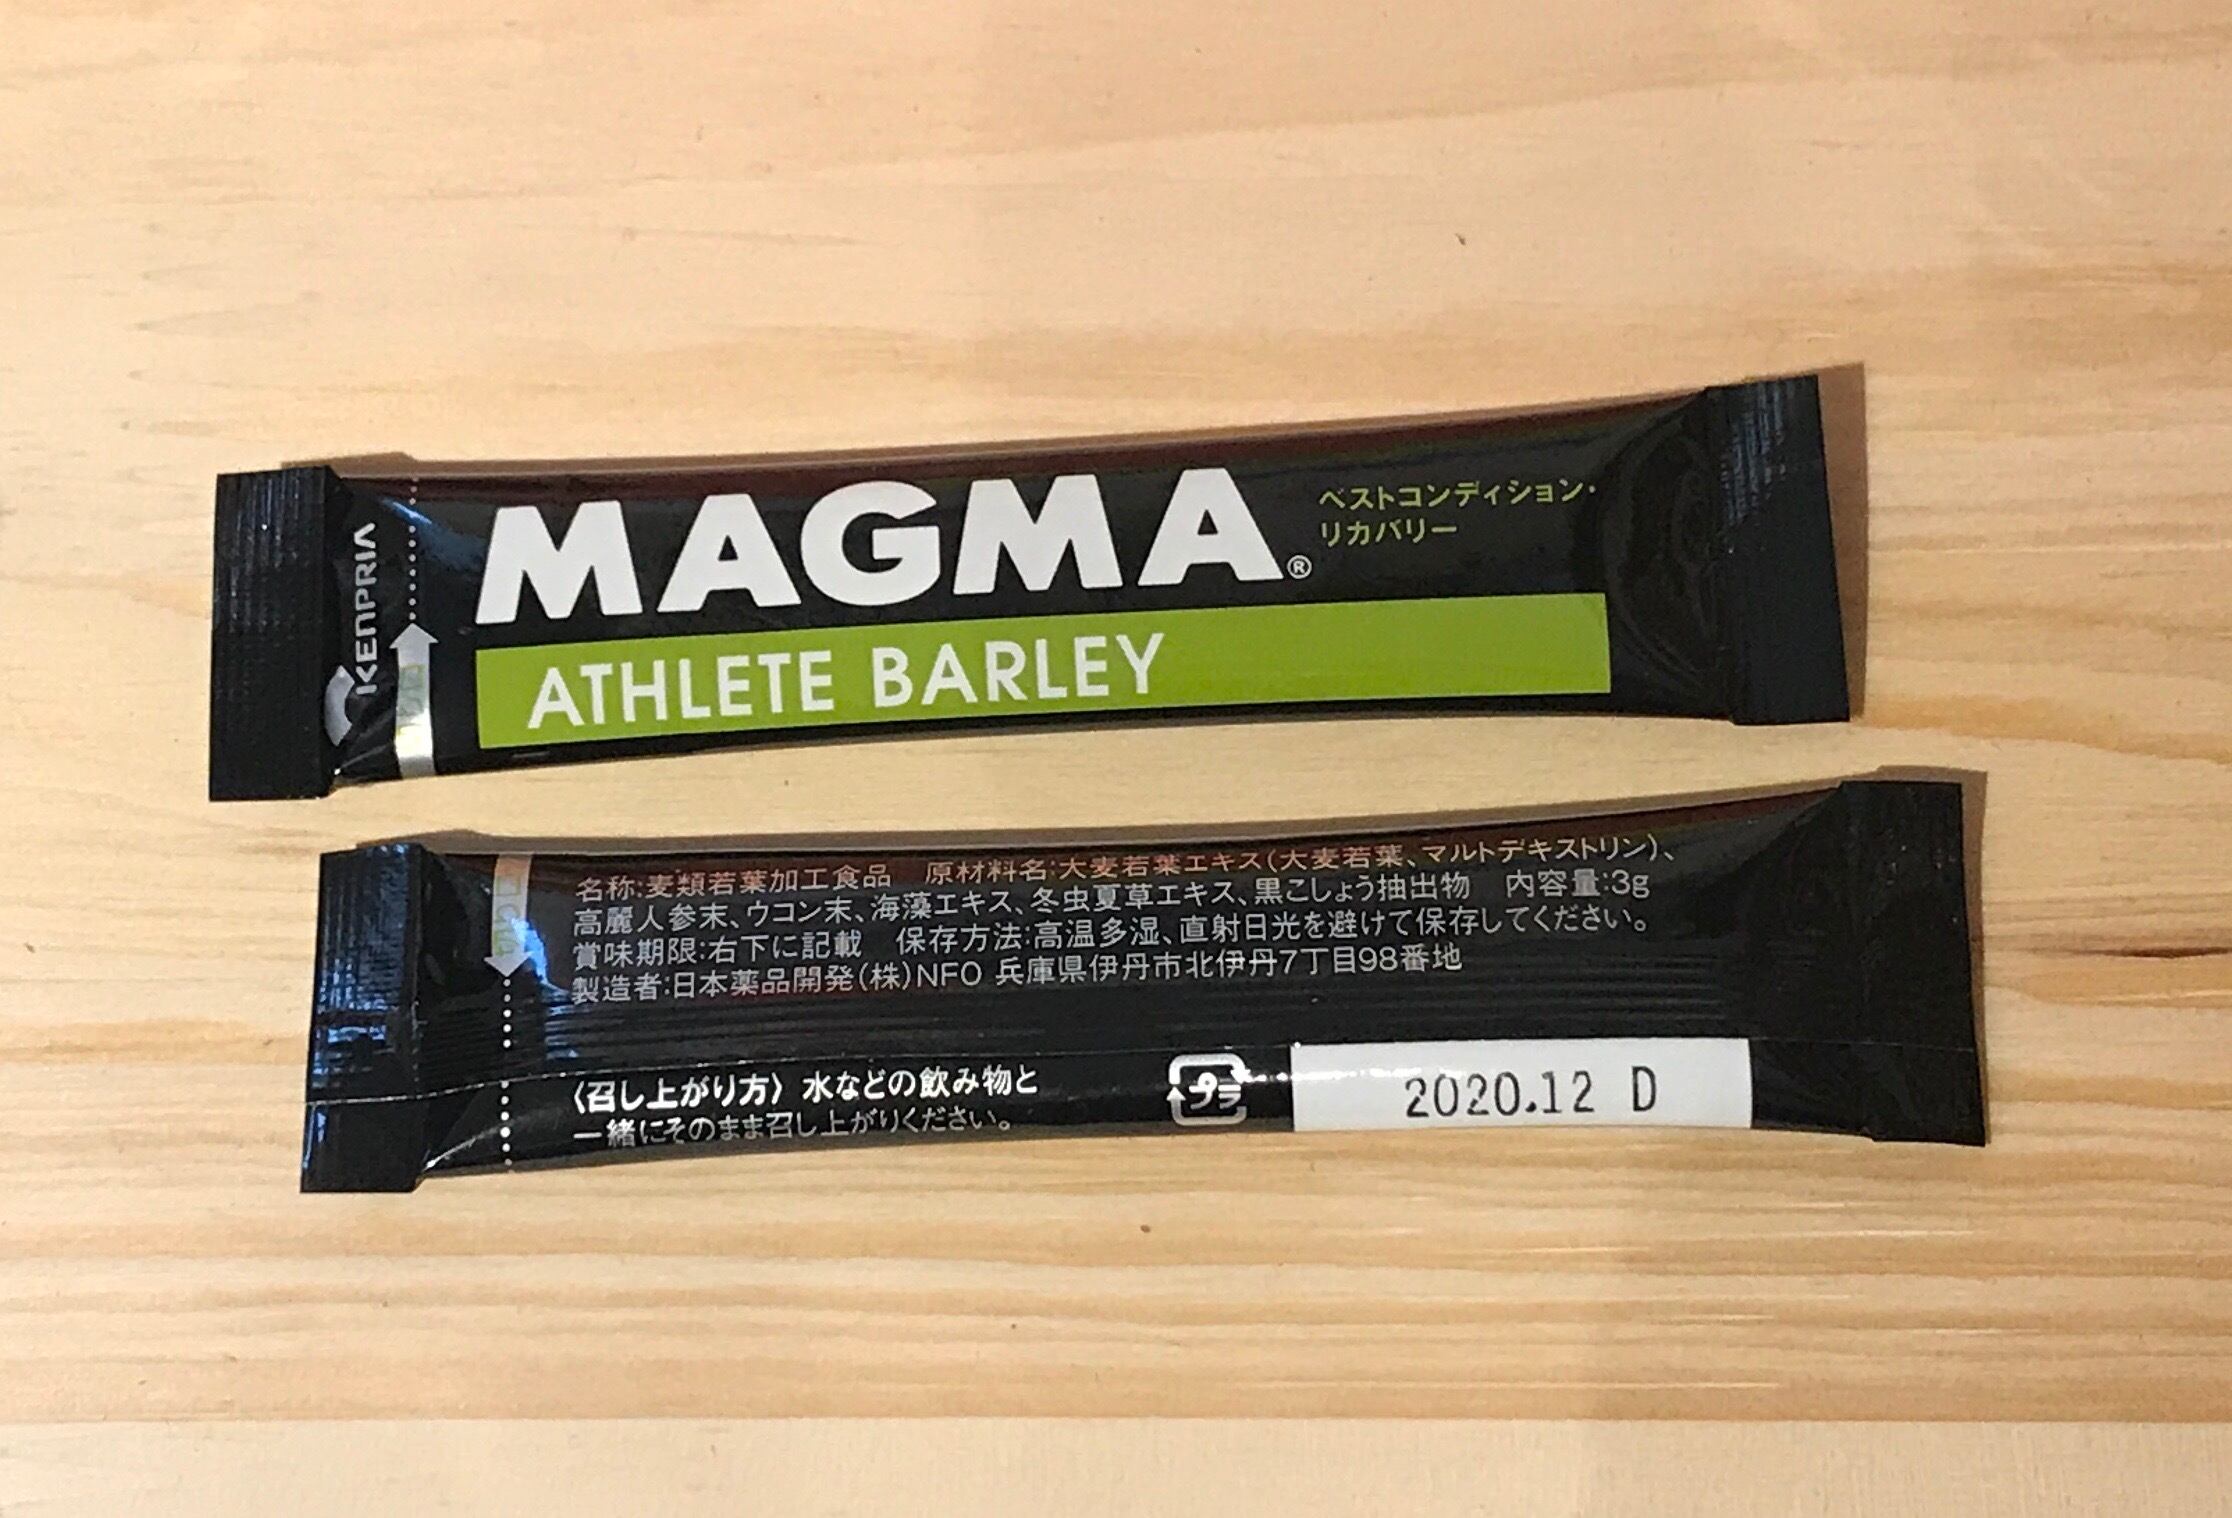 KENPRIA
MAGMA®
ベストコンディション・
リカバリー
ATHLETE BARLEY
名称:麦類若葉加工食品　原材料名:大麦若葉エキス(大麦若葉、マルトデキストリン)、
高麗人参末、ウコン末、海藻エキス、冬虫夏草エキス、黒こしょう抽出物　内容量:3g
賞味期限:右下に記載　保存方法:高温多湿、直射日光を避けて保存してください。
製造者:日本薬品開発(株)NFO 兵庫県伊丹市北伊丹7丁目98番地
〈召し上がり方〉水などの飲み物と
一緒にそのまま召し上がりください。
プラ
2020.12 D